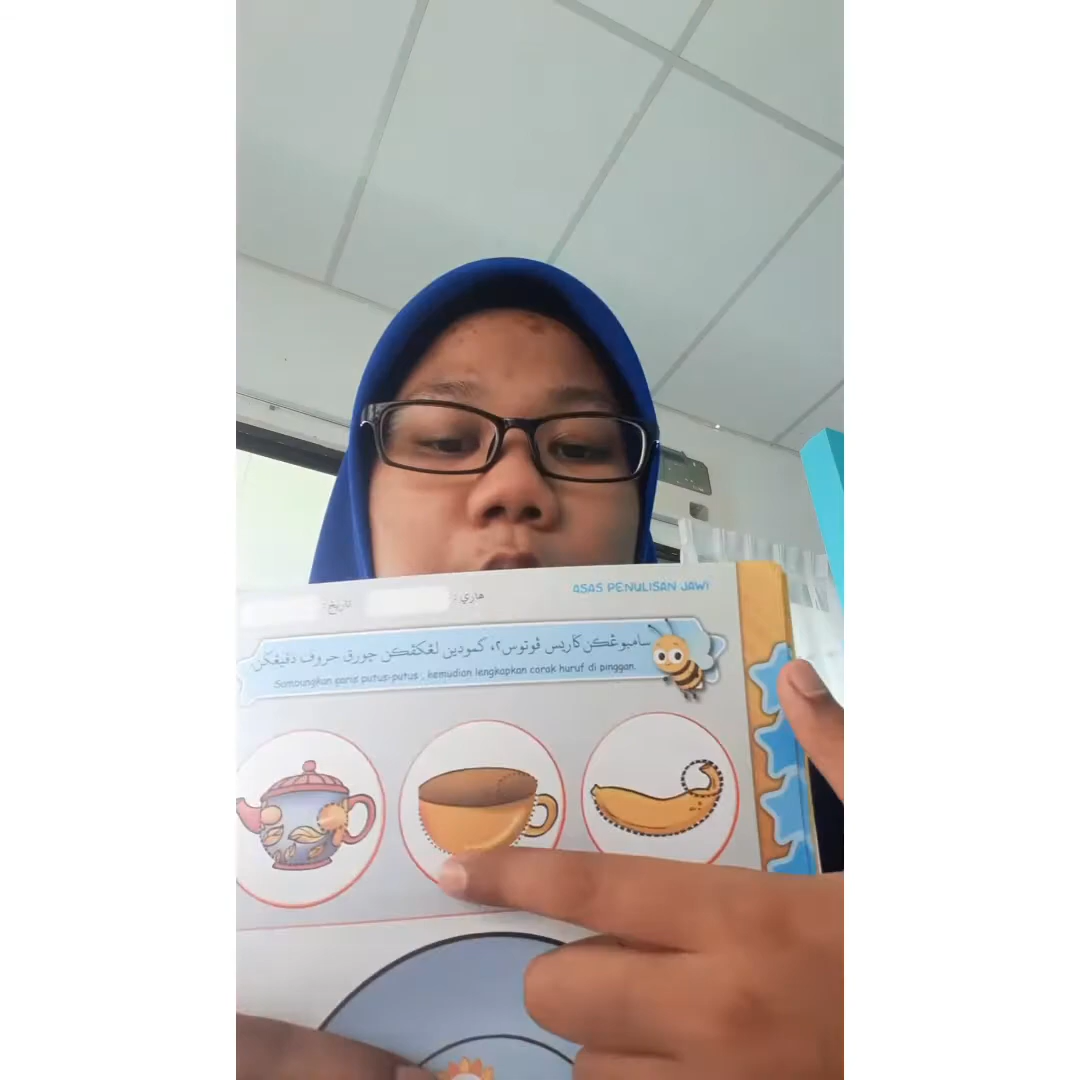 ASAS PENULISAN JAWI
هاري :
تاريخ :
سامبوڠكن ڬاريس ڤوتوس٢، كمودين لڠكڤكن چورق حروف دڤيڠݢن.
Sambungkan garis putus-putus , kemudian lengkapkan corak huruf di pinggan.